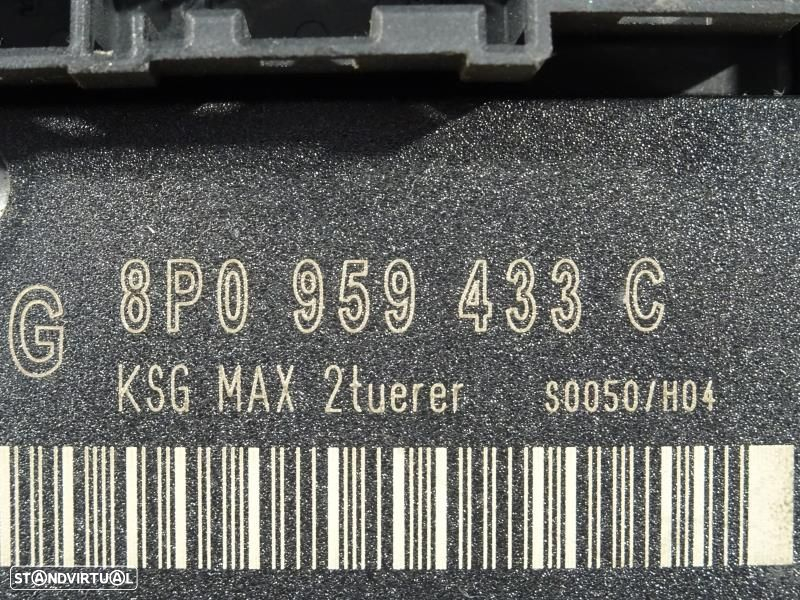 G 8P0 959 433 C
KSG MAX 2tuerer S0050/H04
STANDVIRTUAL